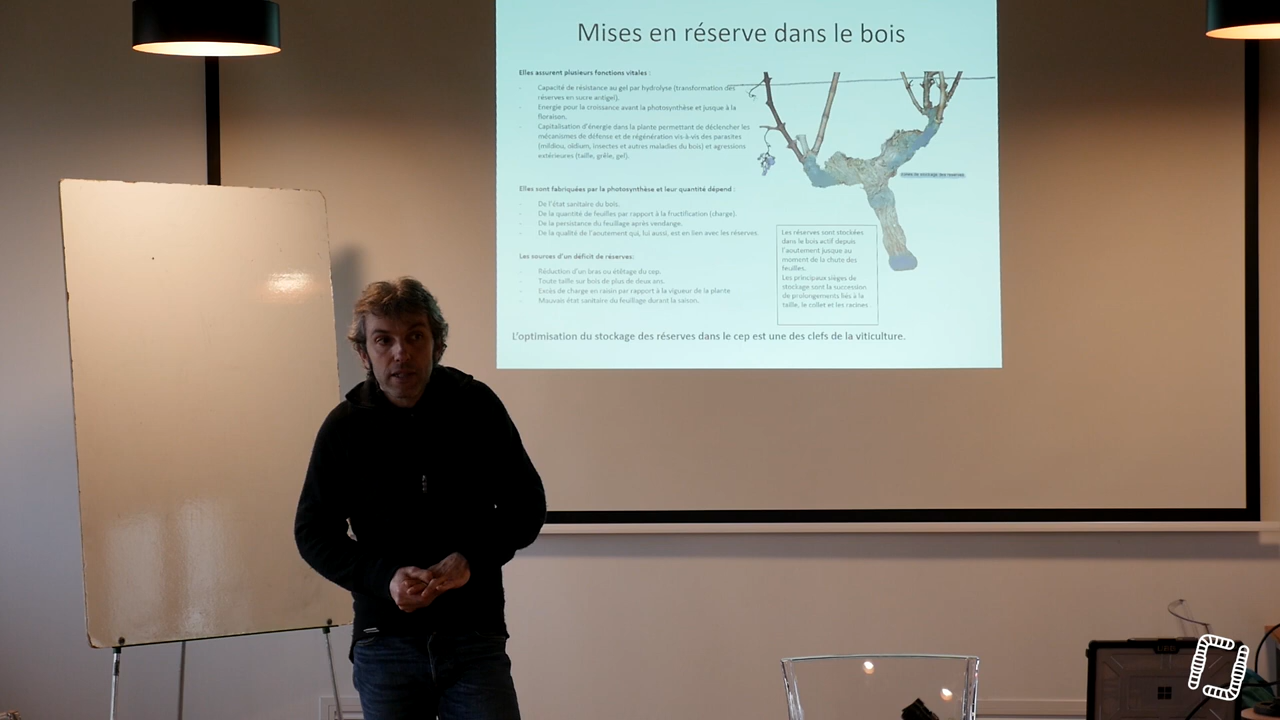 Mises en réserve dans le bois
Elles assurent plusieurs fonctions vitales :
- Capacité de résistance au gel par hydrolyse (transformation des
réserves en sucre antigel).
- Energie pour la croissance avant la photosynthèse et jusque à la
floraison.
- Capitalisation d'énergie dans la plante permettant de déclencher les
mécanismes de défense et de régénération vis-à-vis des parasites
(mildiou, oïdium, insectes et autres maladies du bois) et agressions
extérieures (taille, grêle, gel).
Zones de stockage des réserves
Elles sont fabriquées par la photosynthèse et leur quantité dépend :
- De l'état sanitaire du bois.
- De la quantité de feuilles par rapport à la fructification (charge).
- De la persistance du feuillage après vendange.
- De la qualité de l'aoutement qui, lui aussi, est en lien avec les réserves.
Les réserves sont stockées
dans le bois actif depuis
l'aoutement jusque au
moment de la chute des
feuilles.
Les principaux sièges de
stockage sont la succession
de prolongements liés à la
taille, le collet et les racines
Les sources d'un déficit de réserves:
- Réduction d'un bras ou étêtage du cep.
- Toute taille sur bois de plus de deux ans.
- Excès de charge en raisin par rapport à la vigueur de la plante
- Mauvais état sanitaire du feuillage durant la saison.
L'optimisation du stockage des réserves dans le cep est une des clefs de la viticulture.